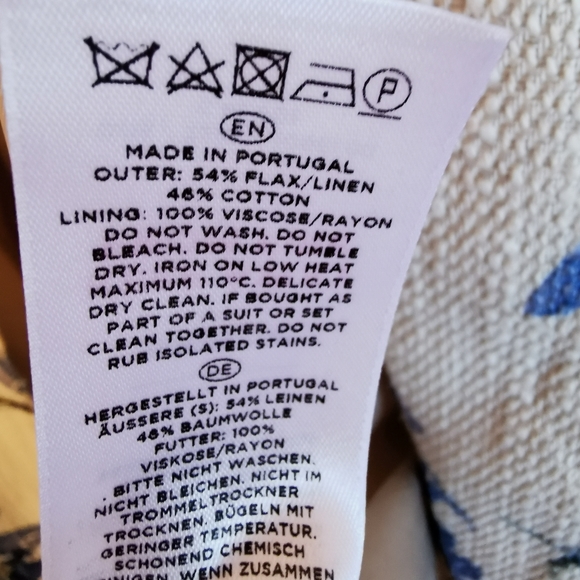 P
EN
MADE IN PORTUGAL
OUTER: 54% FLAX/LINEN
46% COTTON
LINING: 100% VISCOSE/RAYON
DO NOT WASH. DO NOT
BLEACH. DO NOT TUMBLE
DRY. IRON ON LOW HEAT
MAXIMUM 110°C. DELICATE
DRY CLEAN. IF BOUGHT AS
PART OF A SUIT OR SET
CLEAN TOGETHER. DO NOT
RUB ISOLATED STAINS.
DE
HERGESTELLT IN PORTUGAL
ÄUSSERE (S): 54% LEINEN
46% BAUMWOLLE
FUTTER: 100%
VISKOSE/RAYON
BITTE NICHT WASCHEN.
NICHT BLEICHEN. NICHT IM
TROMMELTROCKNER
TROCKNEN. BÜGELN MIT
GERINGER TEMPERATUR.
SCHONEND CHEMISCH
WENN ZUSAMMEN